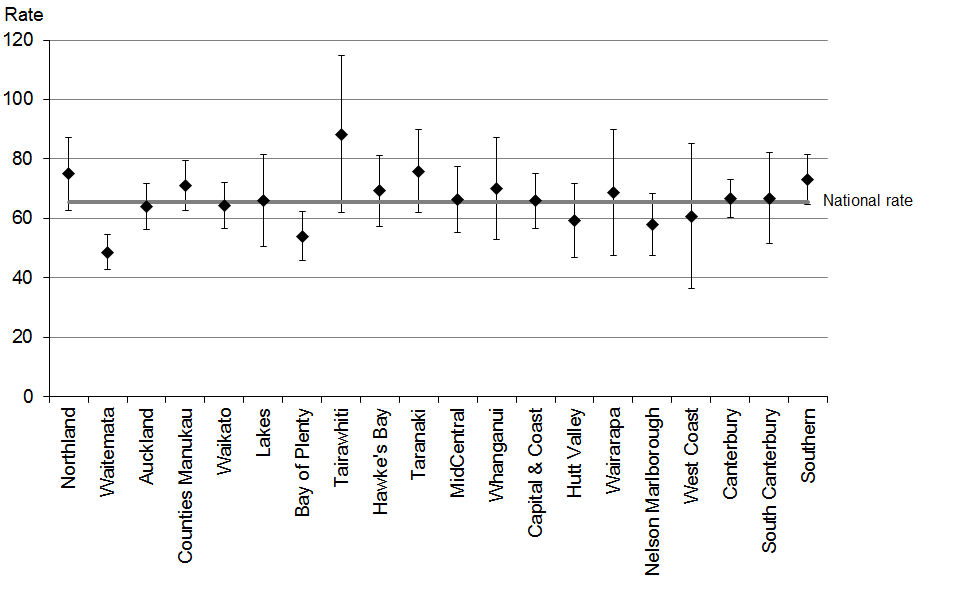 Rate
120
100
80
60
40
20
0
National rate
Northland
Waitemata
Auckland
Counties Manukau
Waikato
Lakes
Bay of Plenty
Tairawhiti
Hawke's Bay
Taranaki
MidCentral
Whanganui
Capital & Coast
Hutt Valley
Wairarapa
Nelson Marlborough
West Coast
Canterbury
South Canterbury
Southern